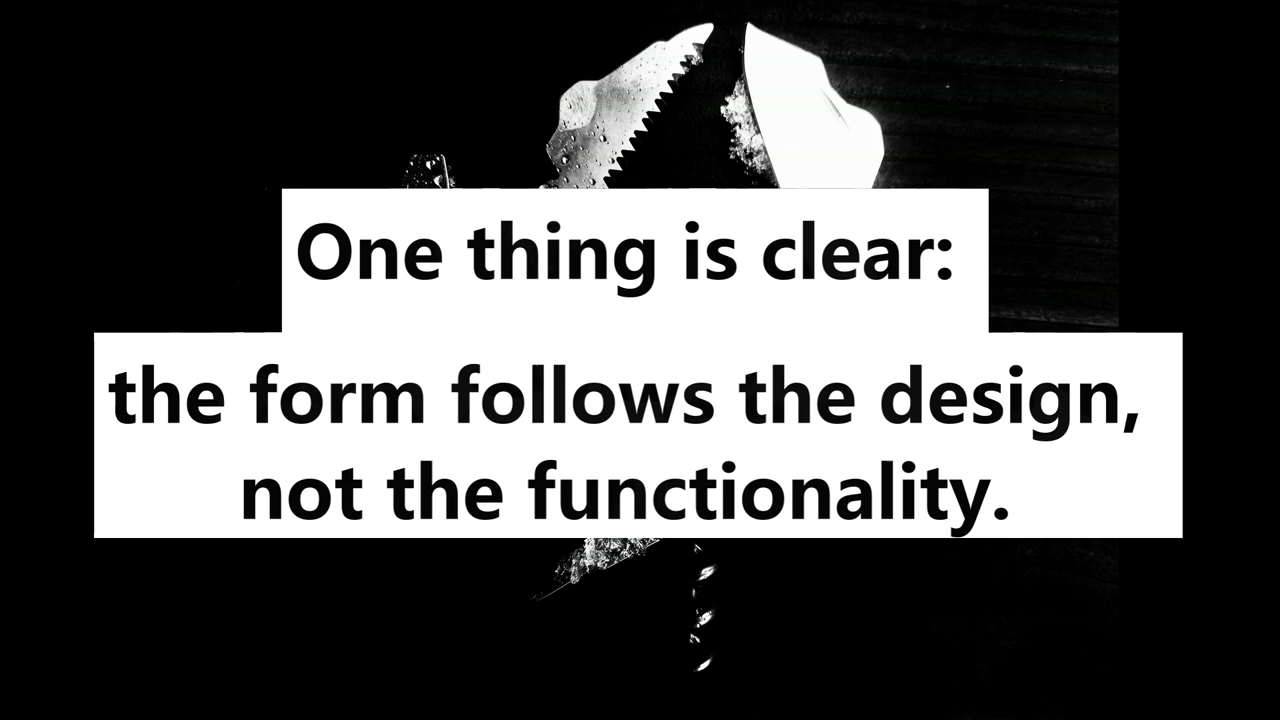 One thing is clear:
the form follows the design,
not the functionality.